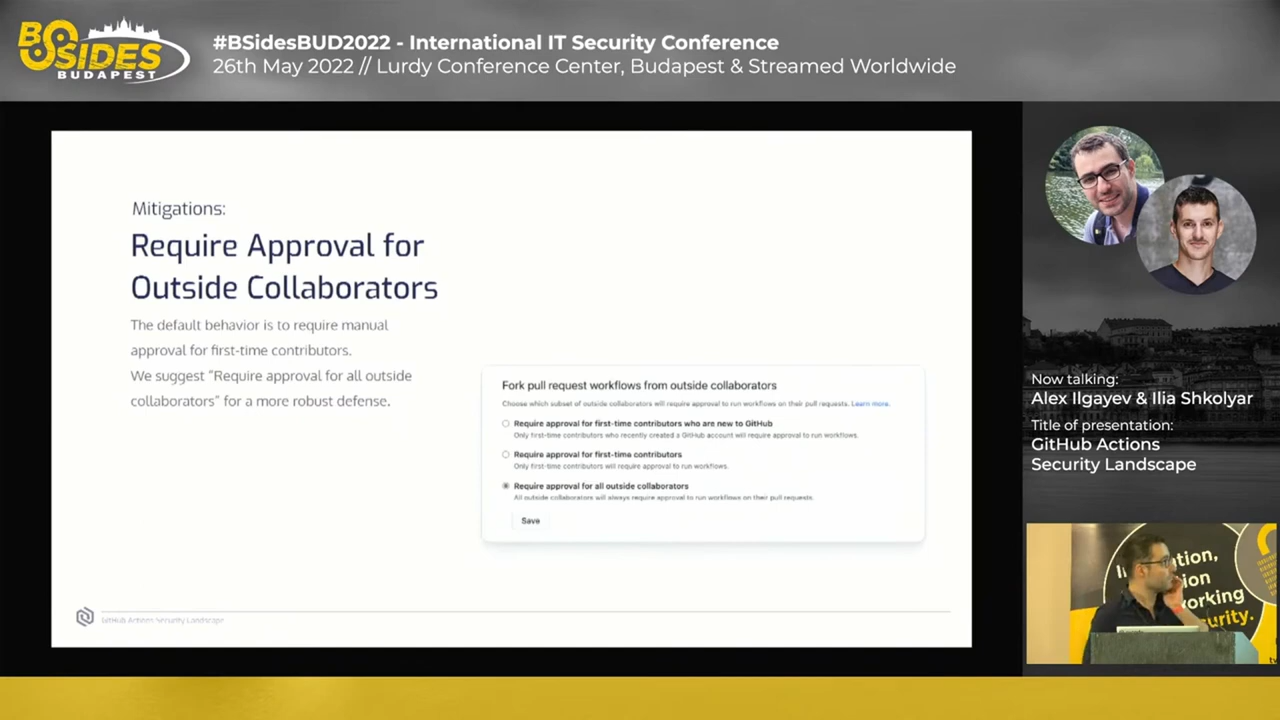 BSIDES
BUDAPEST
#BSidesBUD2022 - International IT Security Conference
26th May 2022 // Lurdy Conference Center, Budapest & Streamed Worldwide
Mitigations:
Require Approval for
Outside Collaborators
The default behavior is to require manual
approval for first-time contributors.
We suggest "Require approval for all outside
collaborators" for a more robust defense.
Fork pull request workflows from outside collaborators
Choose which subset of outside collaborators will require approval to run workflows on their pull requests. Learn more.
Require approval for first-time contributors who are new to GitHub
Only first-time contributors who recently created a GitHub account will require approval to run workflows.
Require approval for first-time contributors
Only first-time contributors will require approval to run workflows.
Require approval for all outside collaborators
All outside collaborators will always require approval to run workflows on their pull requests.
Save
GitHub Actions Security Landscape
Now talking:
Alex Ilgayev & Ilia Shkolyar
Title of presentation:
GitHub Actions
Security Landscape